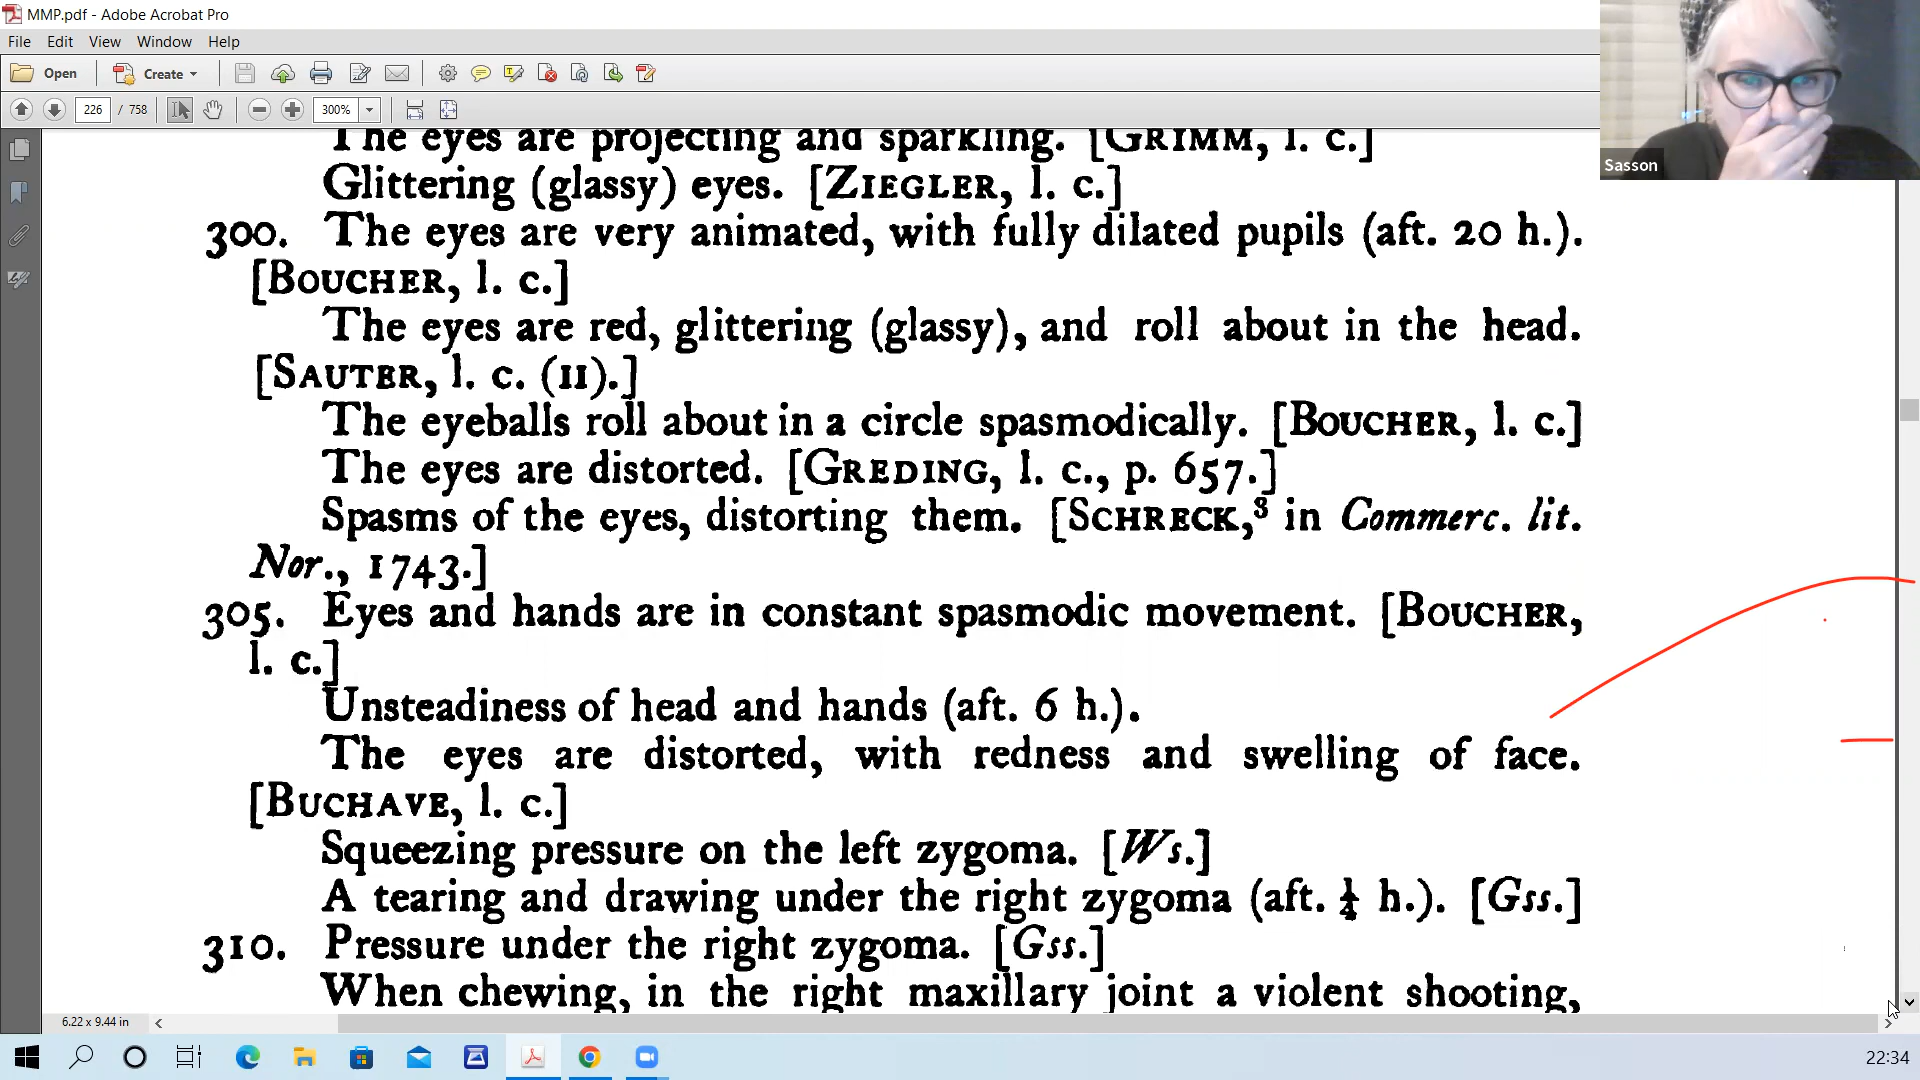 MMP.pdf - Adobe Acrobat Pro
File Edit View Window Help
Open Create
226 / 758 300%
Sasson
The eyes are projecting and sparkling. [GRIMM, l. c.]
Glittering (glassy) eyes. [ZIEGLER, l. c.]
300. The eyes are very animated, with fully dilated pupils (aft. 20 h.).
[BOUCHER, l. c.]
The eyes are red, glittering (glassy), and roll about in the head.
[SAUTER, l. c. (II).]
The eyeballs roll about in a circle spasmodically. [BOUCHER, l. c.]
The eyes are distorted. [GREDING, l. c., p. 657.]
Spasms of the eyes, distorting them. [SCHRECK,³ in Commerc. lit.
Nor., 1743.]
305. Eyes and hands are in constant spasmodic movement. [BOUCHER,
l. c.]
Unsteadiness of head and hands (aft. 6 h.).
The eyes are distorted, with redness and swelling of face.
[BUCHAVE, l. c.]
Squeezing pressure on the left zygoma. [Ws.]
A tearing and drawing under the right zygoma (aft. ¼ h.). [Gss.]
310. Pressure under the right zygoma. [Gss.]
When chewing, in the right maxillary joint a violent shooting,
6.22 x 9.44 in
22:34